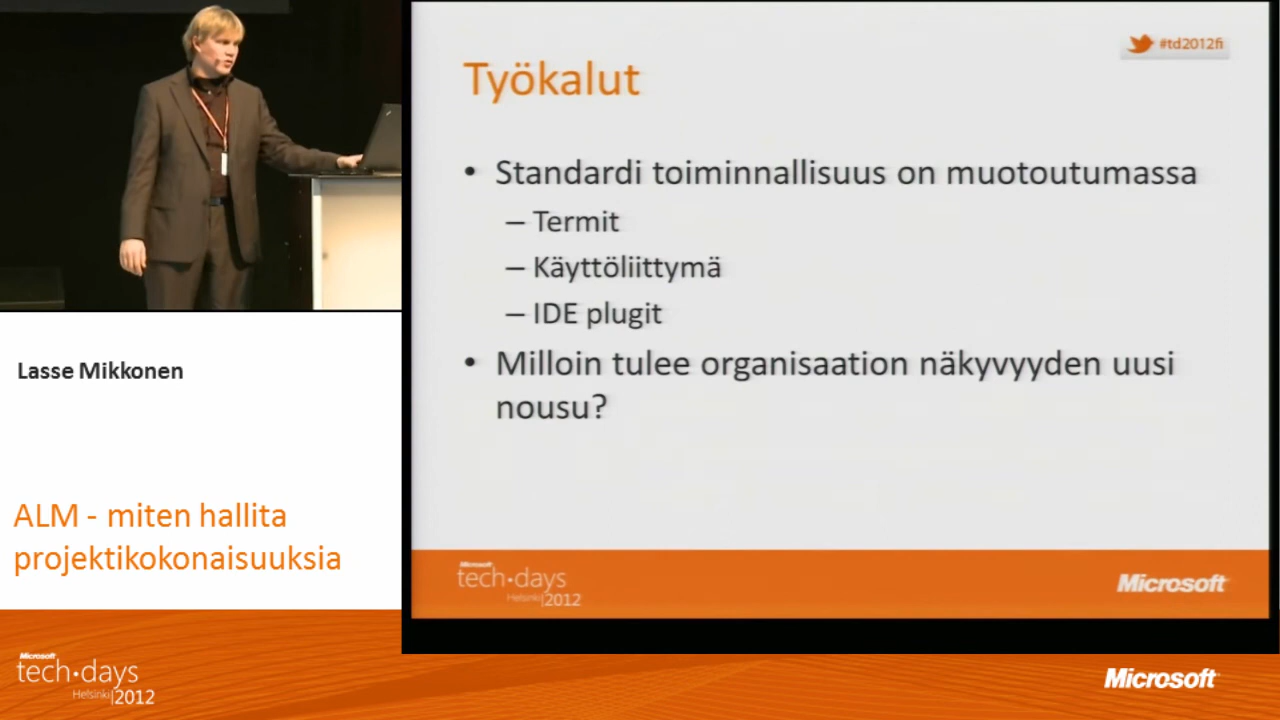 #td2012fi
Työkalut
• Standardi toiminnallisuus on muotoutumassa
– Termit
– Käyttöliittymä
– IDE plugit
• Milloin tulee organisaation näkyvyyden uusi
nousu?
Microsoft
tech·days
Helsinki|2012
Microsoft
Lasse Mikkonen
ALM - miten hallita
projektikokonaisuuksia
Microsoft
tech·days
Helsinki|2012
Microsoft